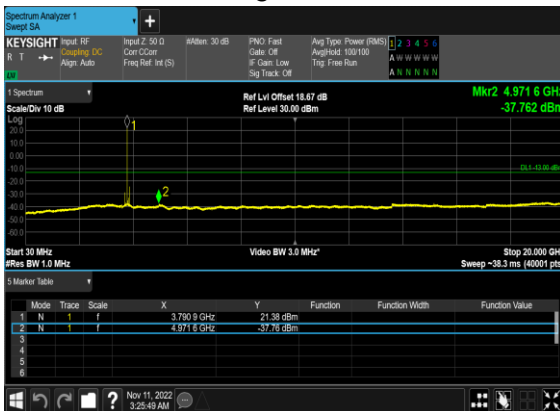 Spectrum Analyzer 1
Swept SA
KEYSIGHT Input: RF Input Z: 50 Ω #Atten: 30 dB PNO: Fast Avg Type: Power (RMS) 1 2 3 4 5 6
R T Coupling: DC Corr CCorr Gate: Off Avg|Hold: 100/100 A W W W W W
Align: Auto Freq Ref: Int (S) IF Gain: Low Trig: Free Run
Sig Track: Off A N N N N N
1 Spectrum Ref Lvl Offset 18.67 dB Mkr2 4.971 6 GHz
Scale/Div 10 dB Ref Level 30.00 dBm -37.762 dBm
Log
20.0 1
10.0
0.00
-10.0 DL1 -13.00 dBm
-20.0
-30.0 2
-40.0
-50.0
-60.0
Start 30 MHz Video BW 3.0 MHz* Stop 20.000 GHz
#Res BW 1.0 MHz Sweep ~38.3 ms (40001 pts)
5 Marker Table
Mode Trace Scale X Y Function Function Width Function Value
1 N 1 f 3.790 9 GHz 21.38 dBm
2 N 1 f 4.971 6 GHz -37.76 dBm
3
4
5
6
? Nov 11, 2022
3:25:49 AM